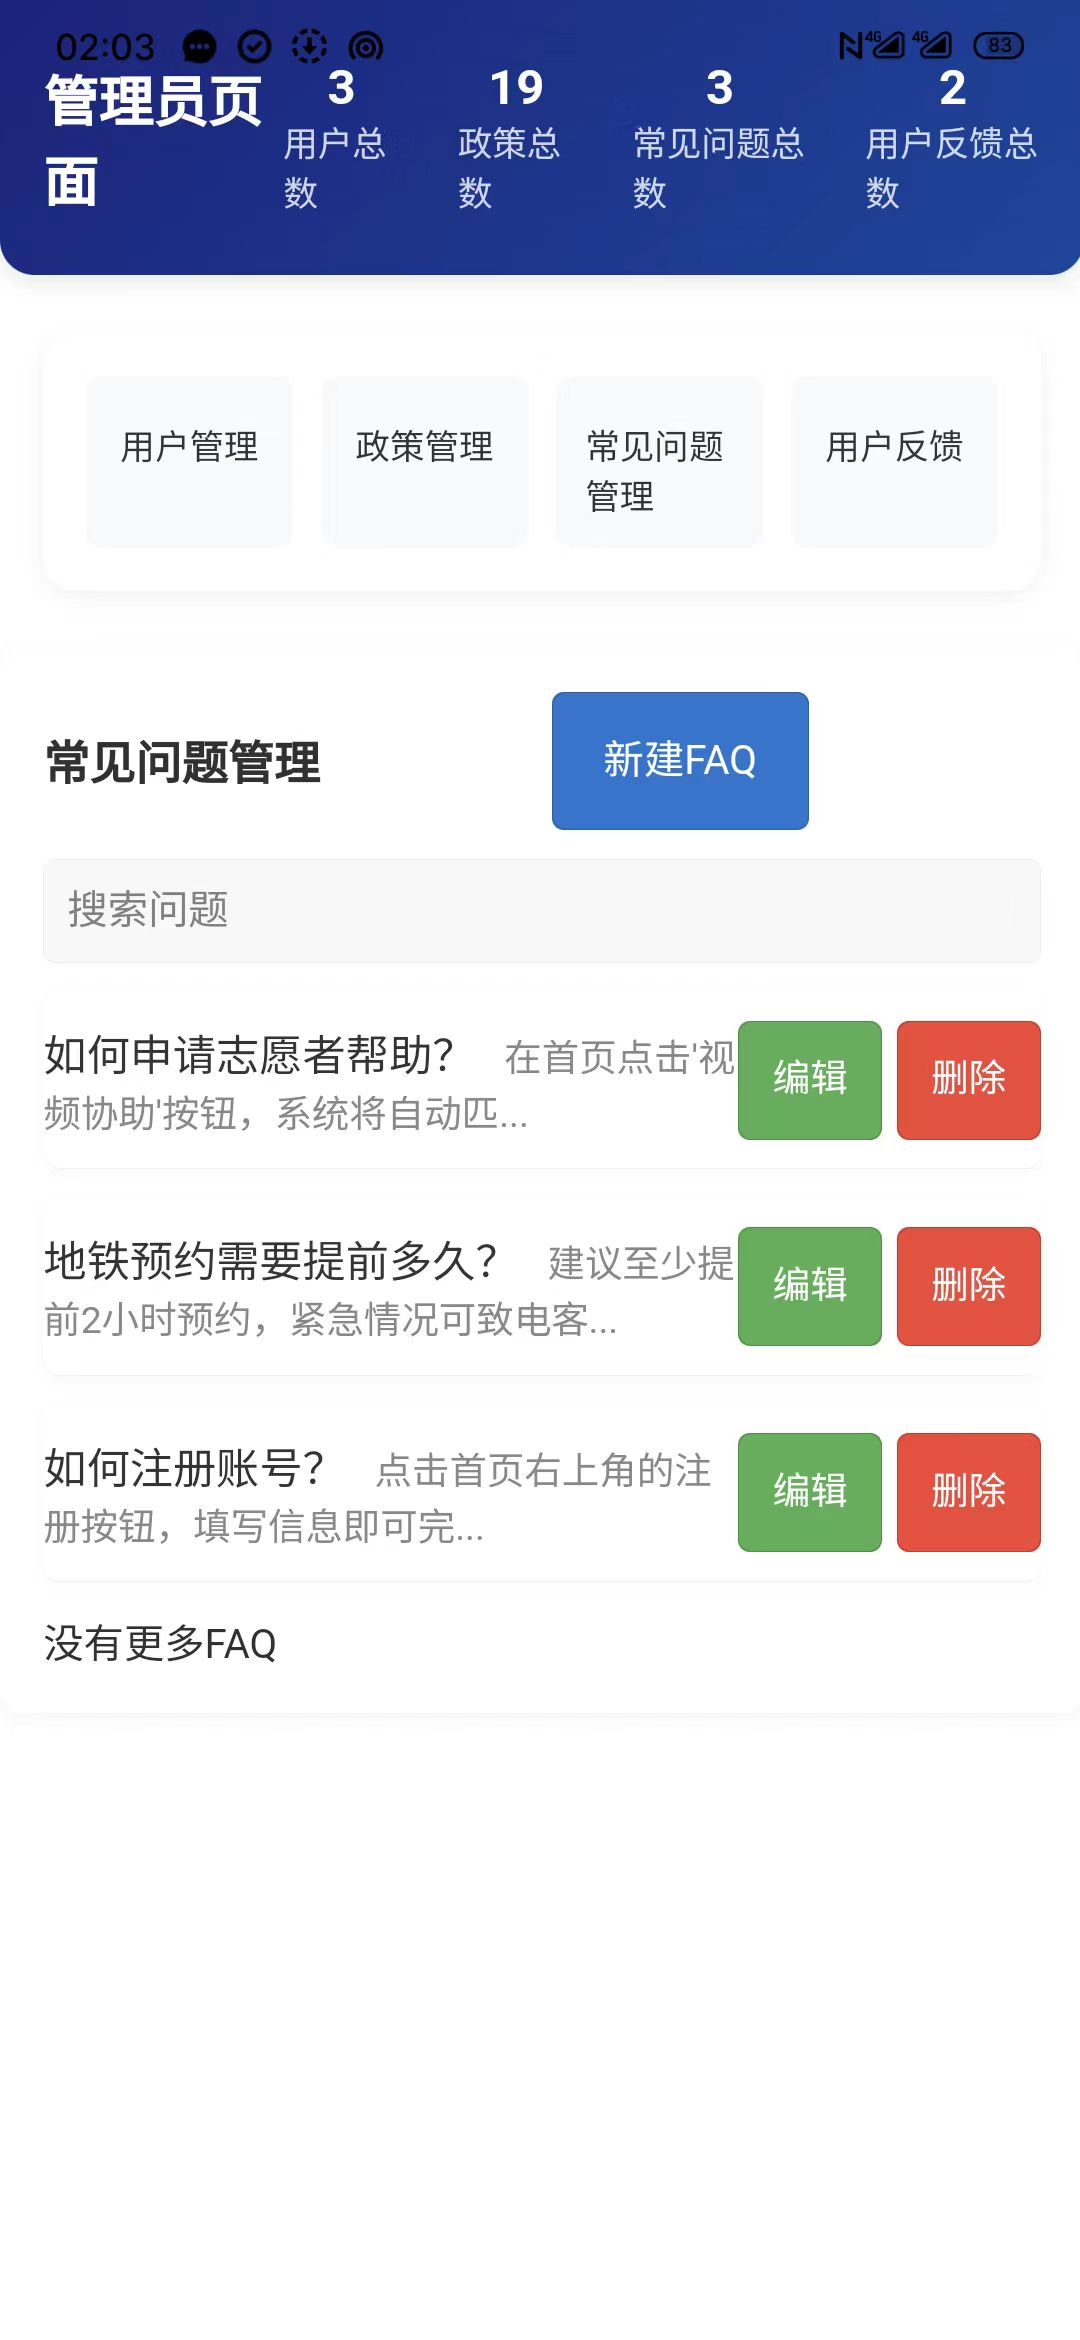 02:03
4G 4G 83
管理员页
面
3
用户总
数
19
政策总
数
3
常见问题总
数
2
用户反馈总
数
用户管理
政策管理
常见问题
管理
用户反馈
常见问题管理
新建FAQ
搜索问题
如何申请志愿者帮助？ 在首页点击'视
频协助'按钮，系统将自动匹...
编辑
删除
地铁预约需要提前多久？ 建议至少提
前2小时预约，紧急情况可致电客...
编辑
删除
如何注册账号？ 点击首页右上角的注
册按钮，填写信息即可完...
编辑
删除
没有更多FAQ